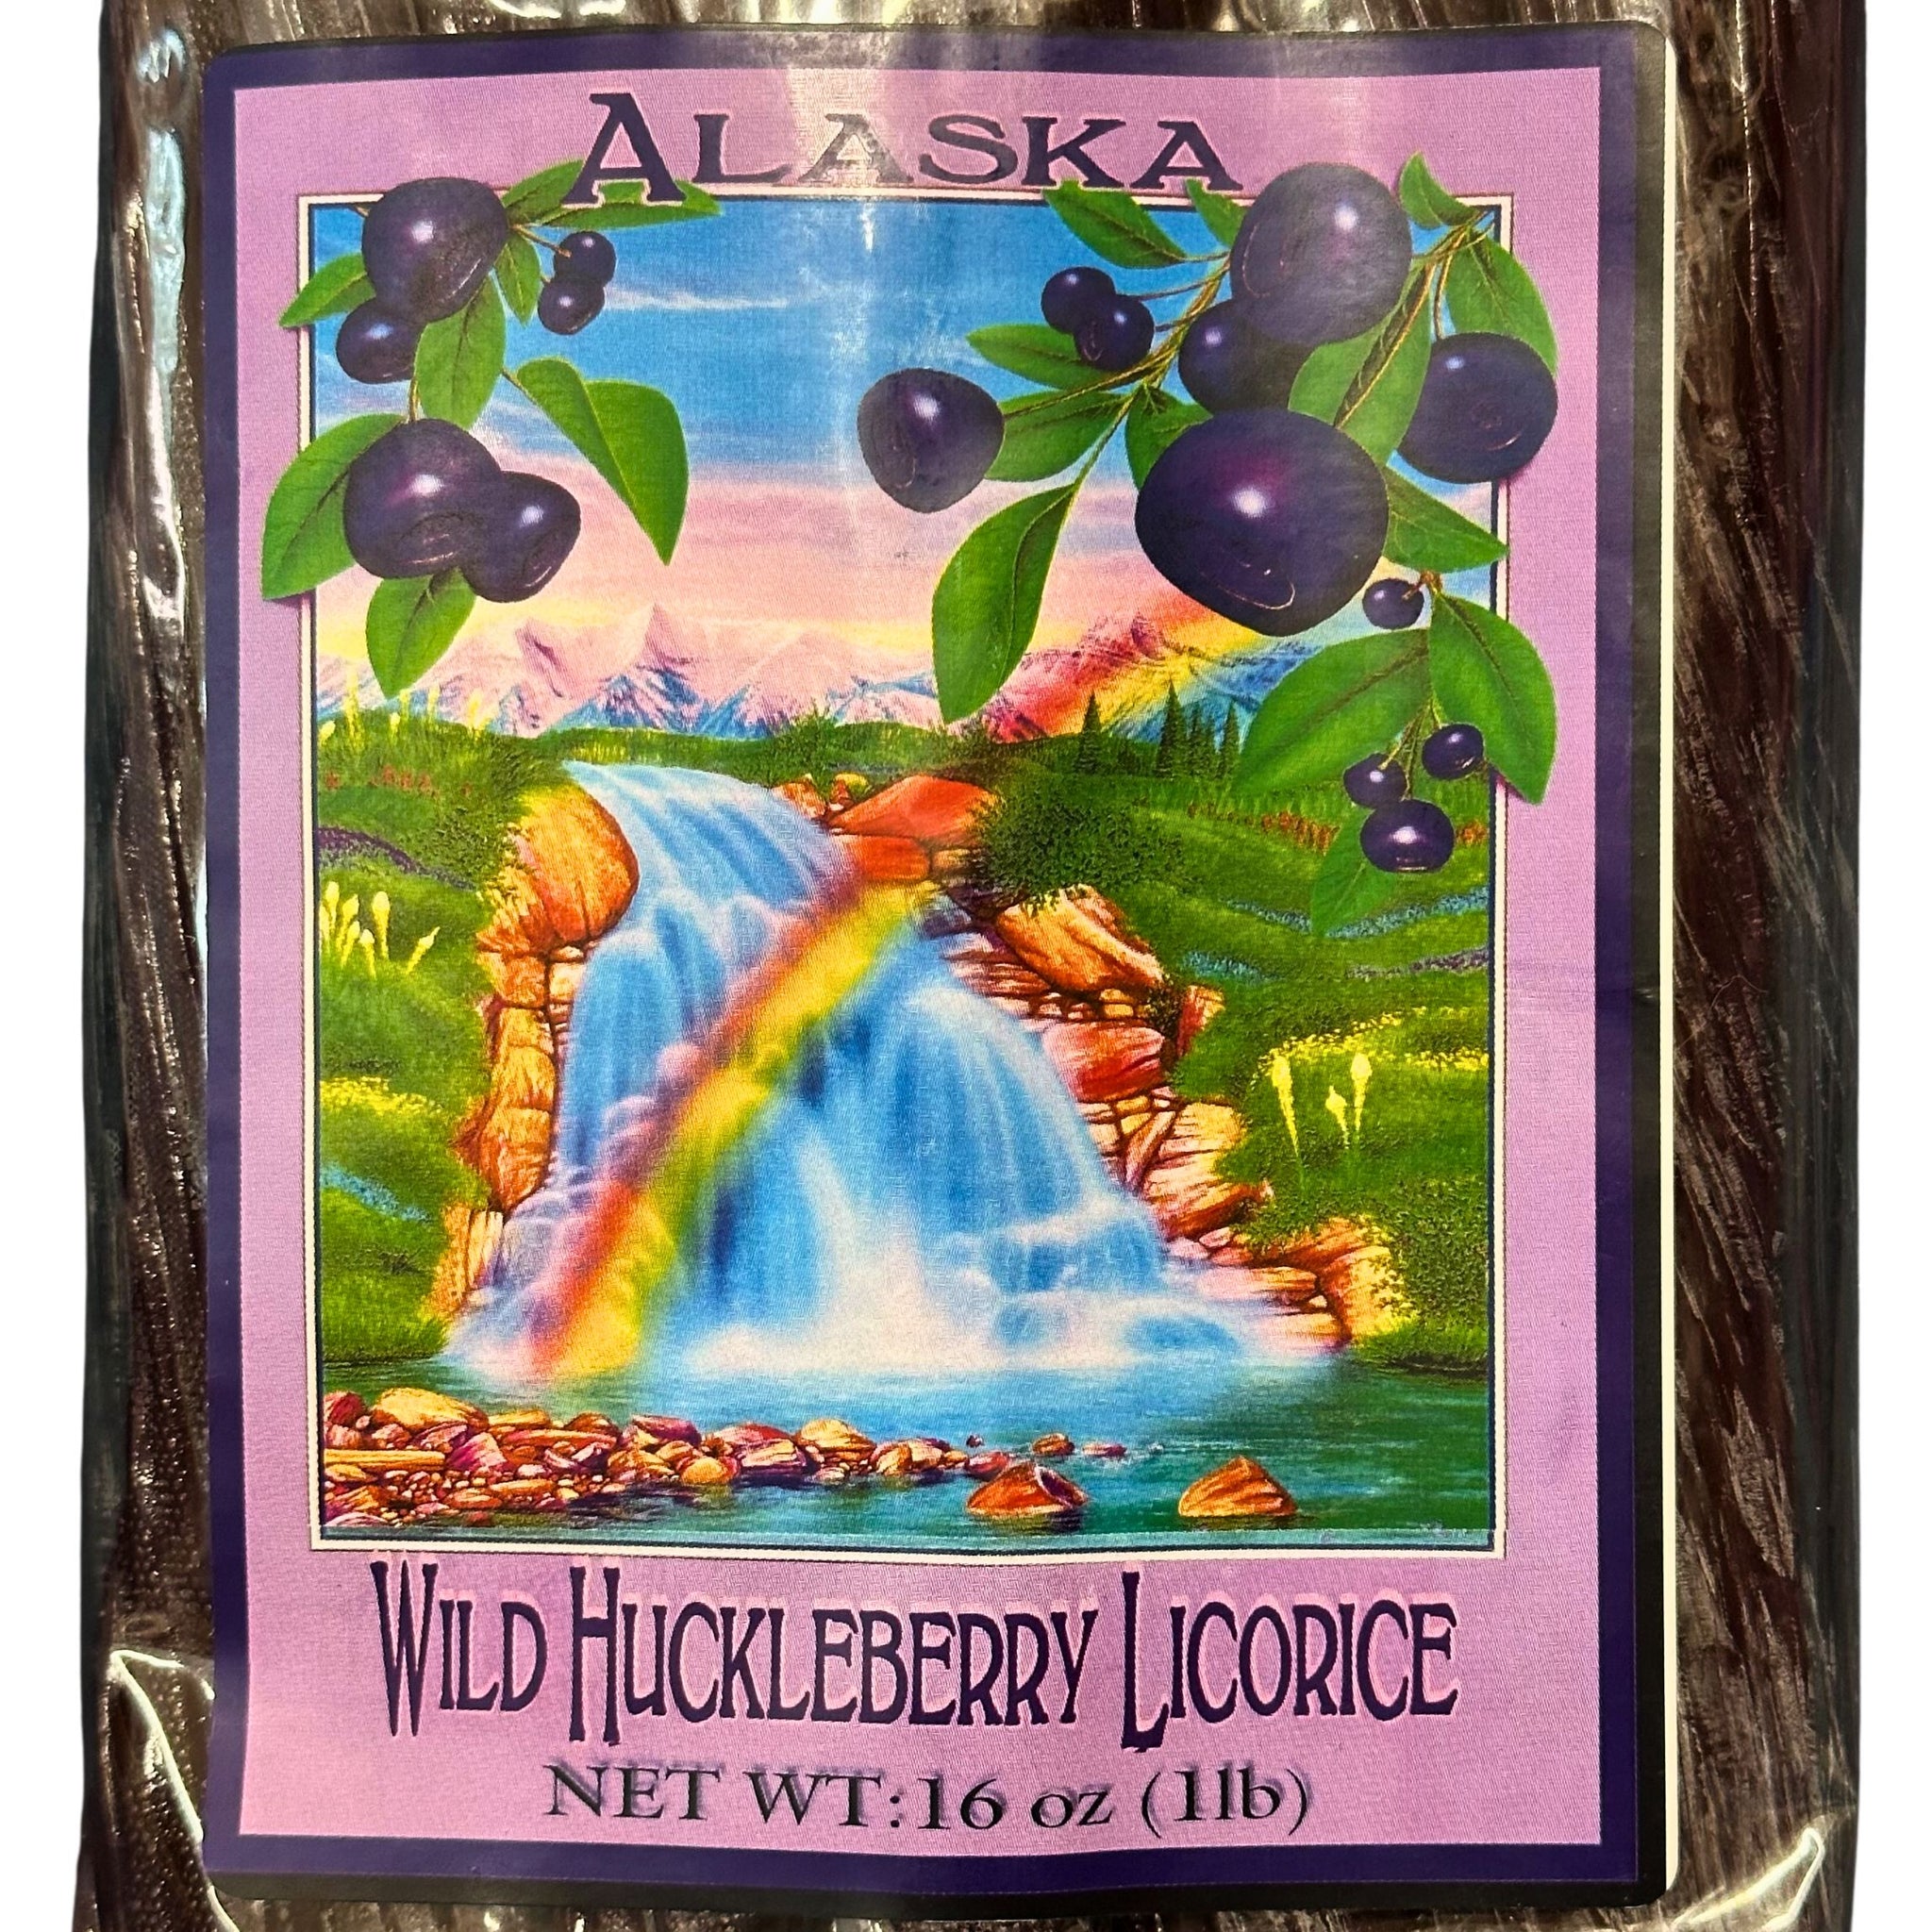 ALASKA
WILD HUCKLEBERRY LICORICE
NET WT:16 oz (1lb)